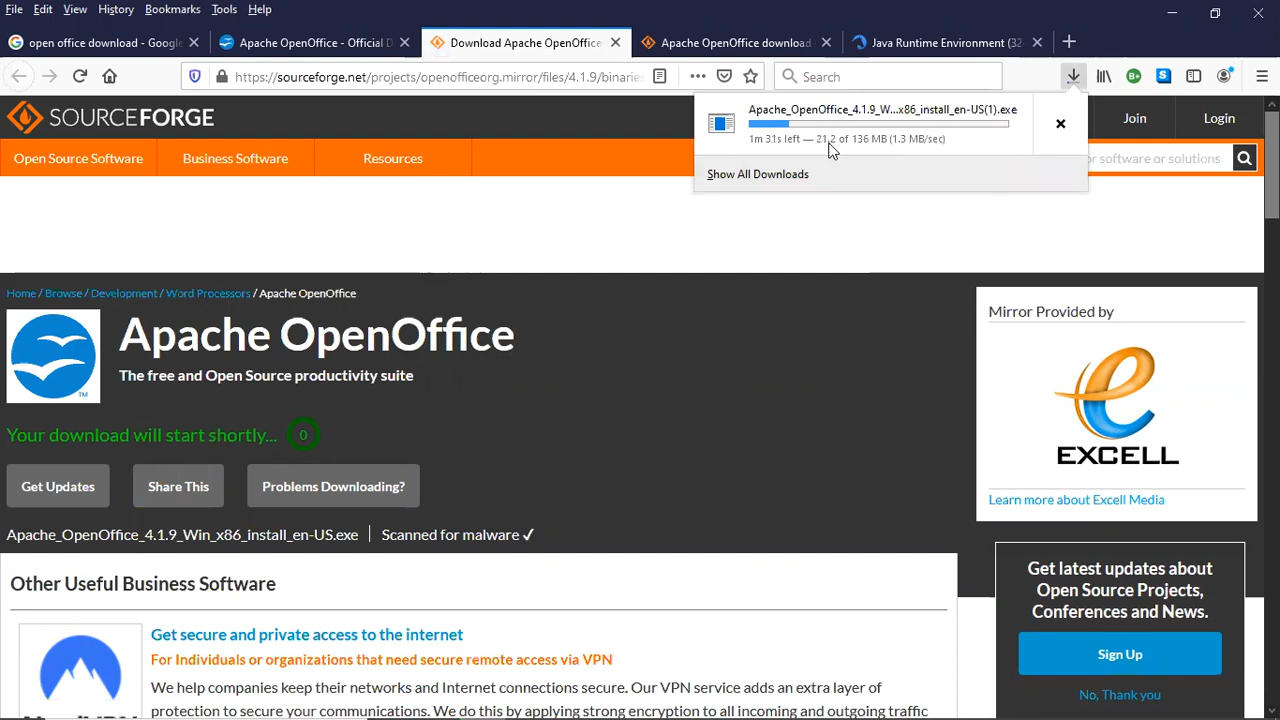 File Edit View History Bookmarks Tools Help
open office download - Google
Apache OpenOffice - Official D
Download Apache OpenOffice
Apache OpenOffice download
Java Runtime Environment (32
https://sourceforge.net/projects/openofficeorg.mirror/files/4.1.9/binaries
Search
SOURCEFORGE
Join
Login
Apache_OpenOffice_4.1.9_W...x86_install_en-US(1).exe
1m 31s left — 21.2 of 136 MB (1.3 MB/sec)
Show All Downloads
Open Source Software
Business Software
Resources
or software or solutions
Home / Browse / Development / Word Processors / Apache OpenOffice
Apache OpenOffice
The free and Open Source productivity suite
TM
Your download will start shortly... 0
Get Updates
Share This
Problems Downloading?
Apache_OpenOffice_4.1.9_Win_x86_install_en-US.exe
Scanned for malware ✓
Mirror Provided by
EXCELL
Learn more about Excell Media
Other Useful Business Software
Get secure and private access to the internet
For Individuals or organizations that need secure remote access via VPN
We help companies keep their networks and Internet connections secure. Our VPN service adds an extra layer of
protection to secure your communications. We do this by applying strong encryption to all incoming and outgoing traffic
Get latest updates about
Open Source Projects,
Conferences and News.
Sign Up
No, Thank you